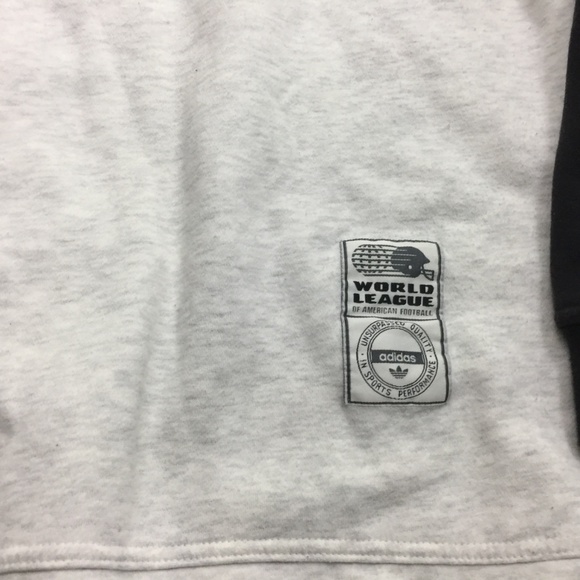 WORLD
LEAGUE
OF AMERICAN FOOTBALL
UNSURPASSED QUALITY
adidas
IN SPORTS PERFORMANCE